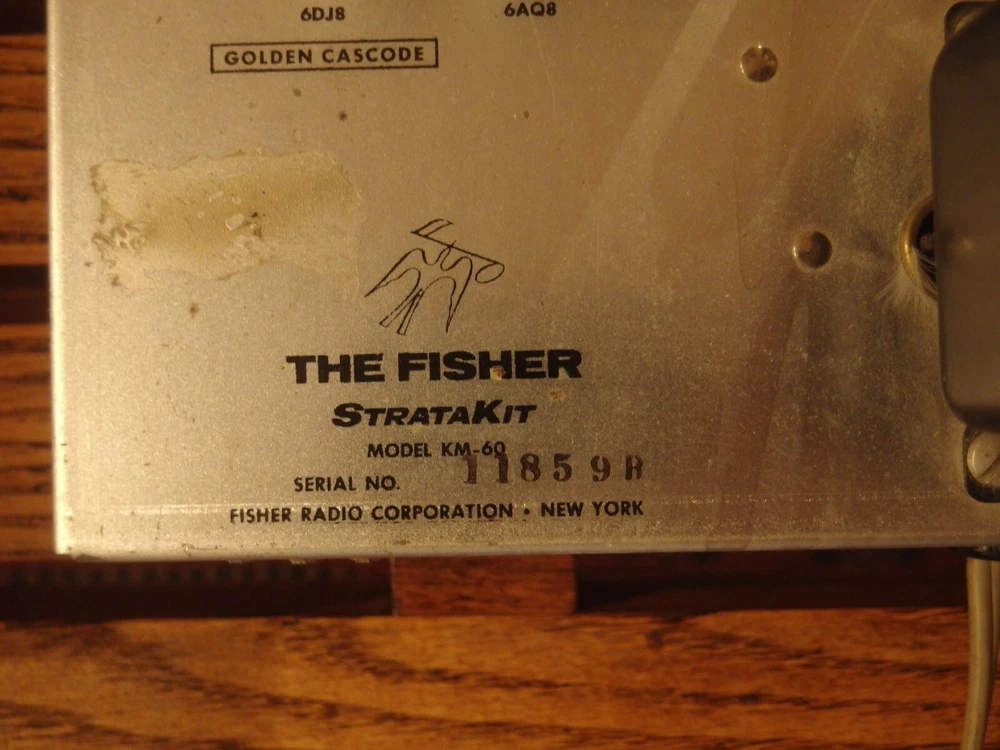 6DJ8 6AQ8
GOLDEN CASCODE
THE FISHER
STRATAKIT
MODEL KM-60
SERIAL NO. 11859B
FISHER RADIO CORPORATION • NEW YORK